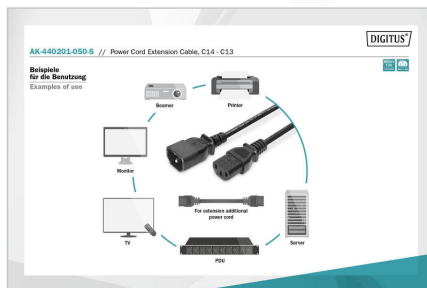 DIGITUS®
AK-440201-050-S // Power Cord Extension Cable, C14 - C13
Beispiele
für die Benutzung
Examples of use
Beamer
Printer
Monitor
For extension additional
power cord
TV
Server
PDU